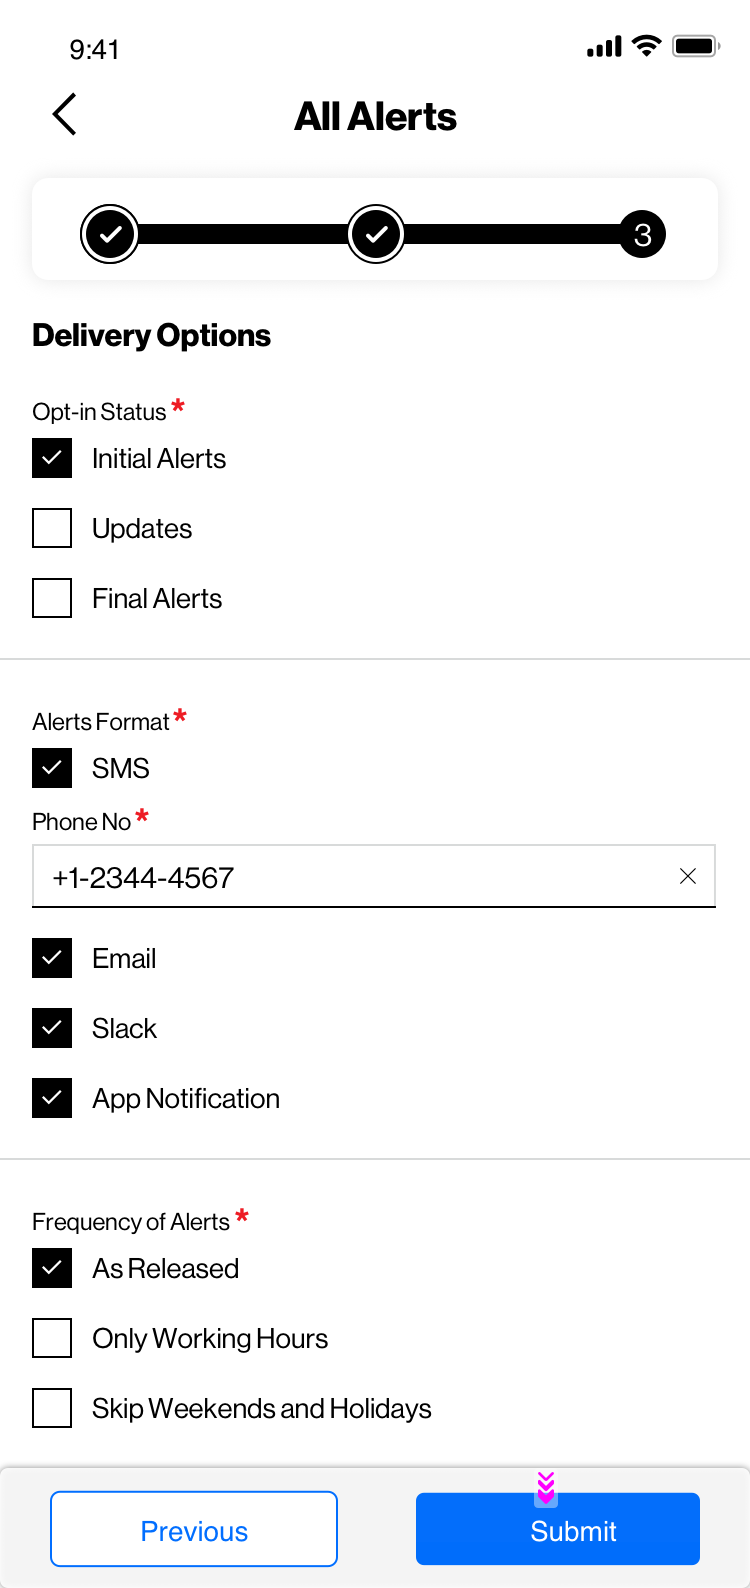 9:41
All Alerts
3
Delivery Options
Opt-in Status *
Initial Alerts
Updates
Final Alerts
Alerts Format *
SMS
Phone No *
+1-2344-4567
Email
Slack
App Notification
Frequency of Alerts *
As Released
Only Working Hours
Skip Weekends and Holidays
Previous
Submit